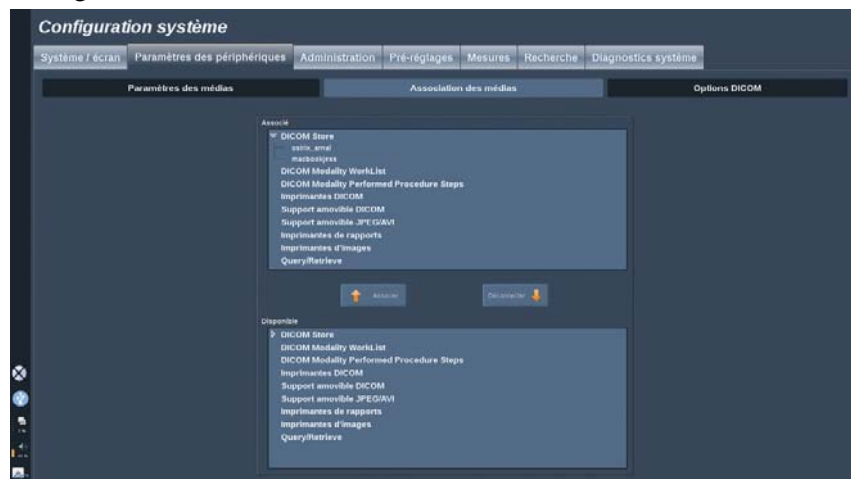 Configuration système
Système / écran Paramètres des périphériques Administration Pré-réglages Mesures Recherche Diagnostics système
Paramètres des médias Association des médias Options DICOM
Associé
DICOM Store
osirix_amal
macbookjess
DICOM Modality WorkList
DICOM Modality Performed Procedure Steps
Imprimantes DICOM
Support amovible DICOM
Support amovible JPEG/AVI
Imprimantes de rapports
Imprimantes d'images
Query/Retrieve
Associer Déconnecter
Disponible
DICOM Store
DICOM Modality WorkList
DICOM Modality Performed Procedure Steps
Imprimantes DICOM
Support amovible DICOM
Support amovible JPEG/AVI
Imprimantes de rapports
Imprimantes d'images
Query/Retrieve